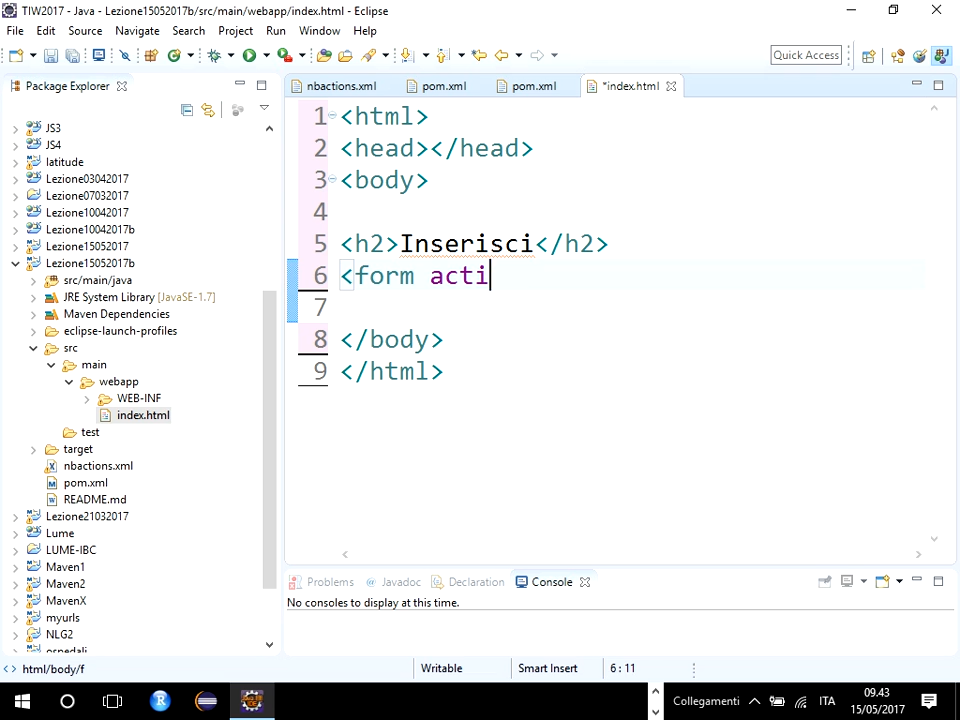 TIW2017 - Java - Lezione15052017b/src/main/webapp/index.html - Eclipse
File Edit Source Navigate Search Project Run Window Help
Quick Access
Package Explorer
nbactions.xml pom.xml pom.xml *index.html
JS3
JS4
latitude
Lezione03042017
Lezione07032017
Lezione10042017
Lezione10042017b
Lezione15052017
Lezione15052017b
src/main/java
JRE System Library [JavaSE-1.7]
Maven Dependencies
eclipse-launch-profiles
src
main
webapp
WEB-INF
index.html
test
target
nbactions.xml
pom.xml
README.md
Lezione21032017
Lume
LUME-IBC
Maven1
Maven2
MavenX
myurls
NLG2
ospedali
1 <html>
2 <head></head>
3 <body>
4
5 <h2>Inserisci</h2>
6 <form acti
7
8 </body>
9 </html>
Problems @ Javadoc Declaration Console
No consoles to display at this time.
<> html/body/f Writable Smart Insert 6 : 11
R Collegamenti ITA 09.43
15/05/2017